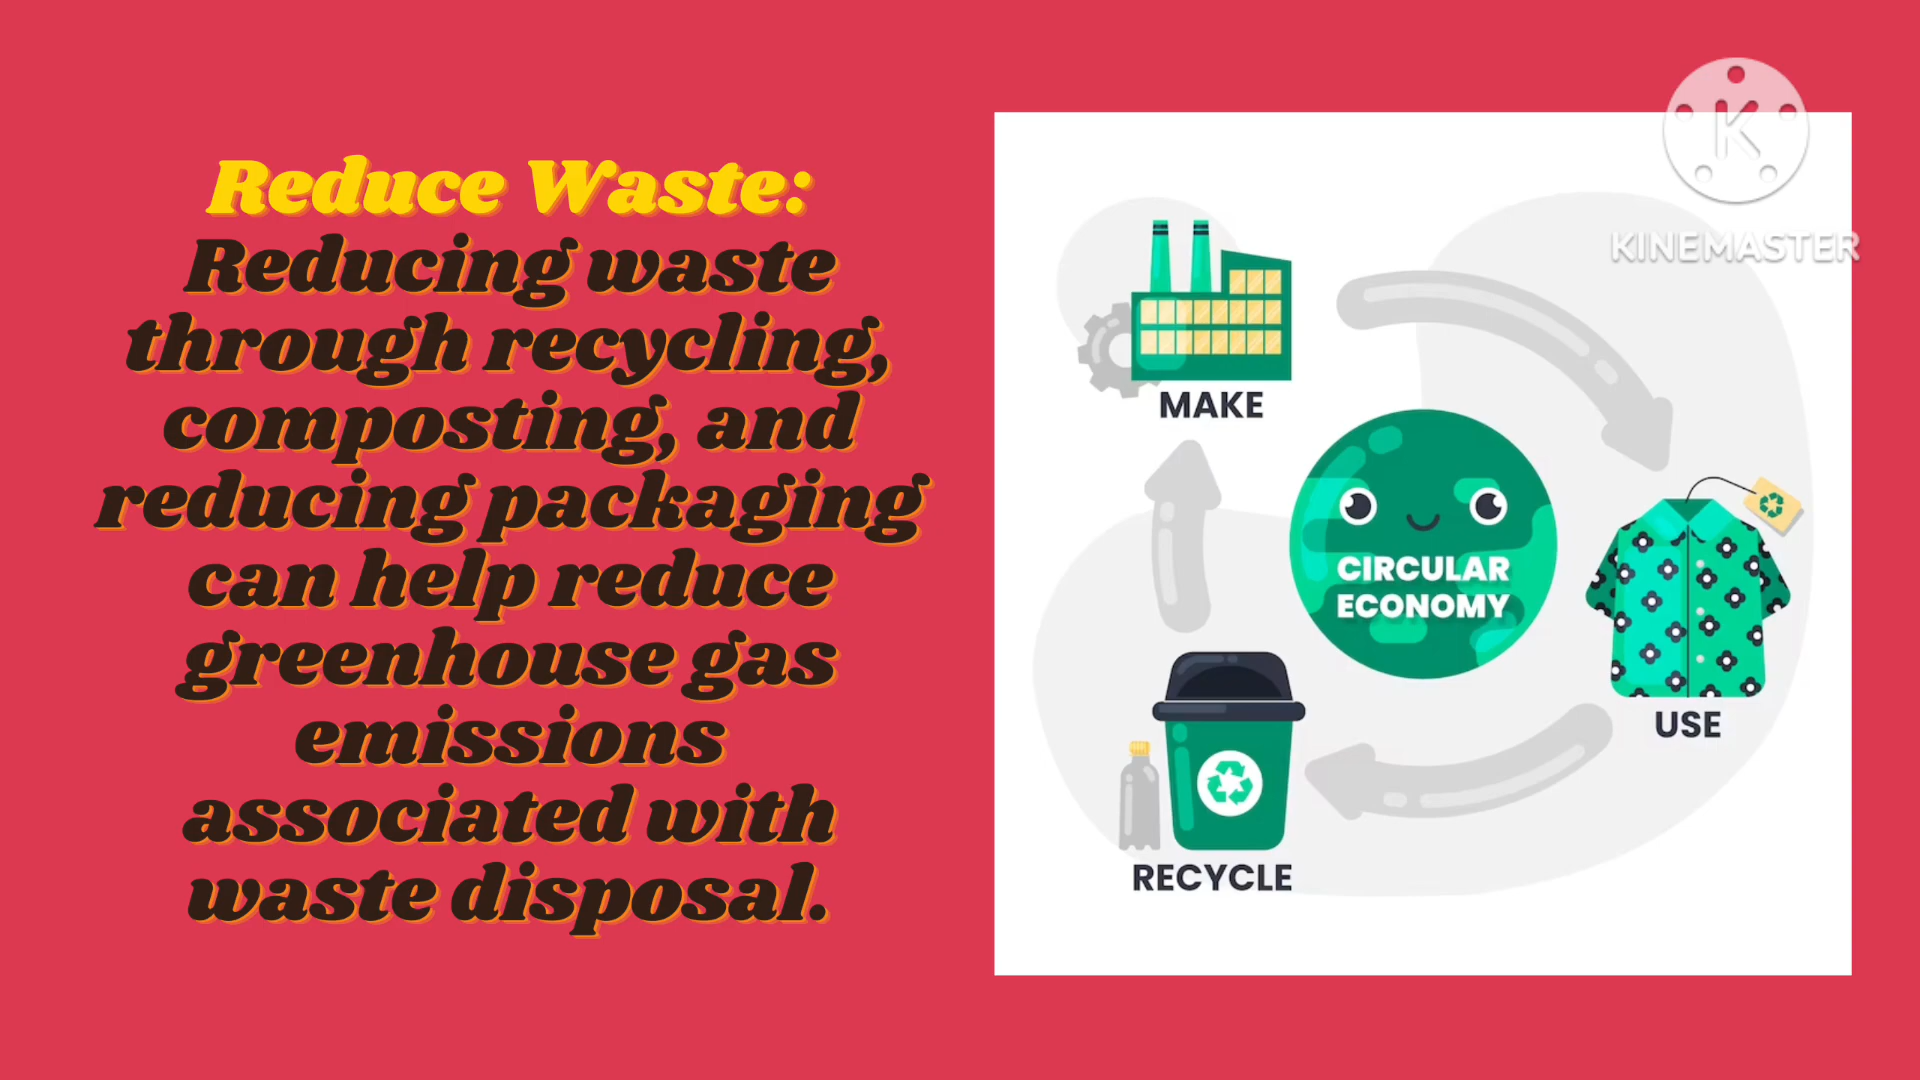 Reduce Waste:
Reducing waste
through recycling,
composting, and
reducing packaging
can help reduce
greenhouse gas
emissions
associated with
waste disposal.
K
KINEMASTER
MAKE
CIRCULAR
ECONOMY
USE
RECYCLE